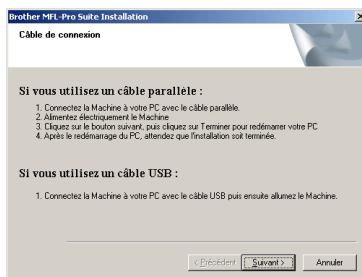 Brother MFL-Pro Suite Installation
Câble de connexion
Si vous utilisez un câble parallèle :
1. Connectez la Machine à votre PC avec le câble parallèle.
2. Alimentez électriquement le Machine
3. Cliquez sur le bouton suivant, puis cliquez sur Terminer pour redémarrer votre PC
4. Après le redémarrage du PC, attendez que l'installation soit terminée.
Si vous utilisez un câble USB :
1. Connectez la Machine à votre PC avec le câble USB puis ensuite allumez le Machine.
< Précédent Suivant > Annuler